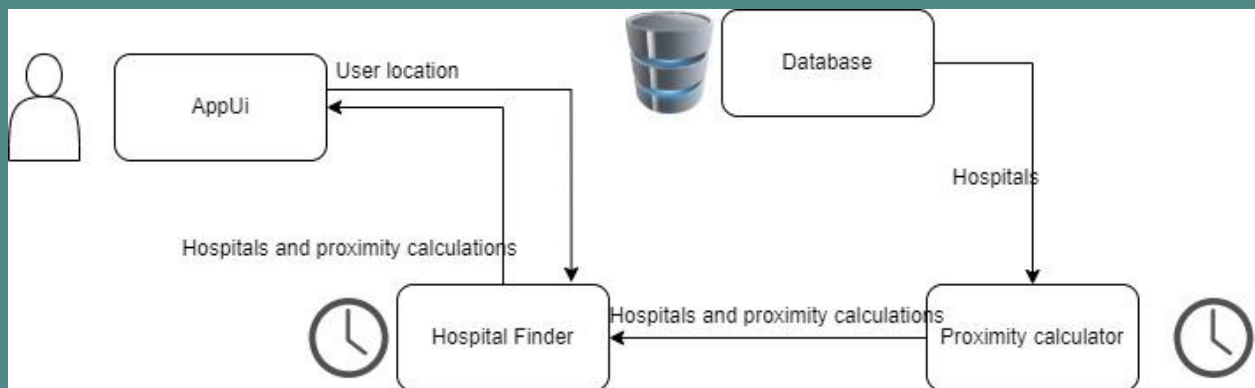 User location
Database
AppUi
Hospitals
Hospitals and proximity calculations
Hospitals and proximity calculations
Hospital Finder
Proximity calculator